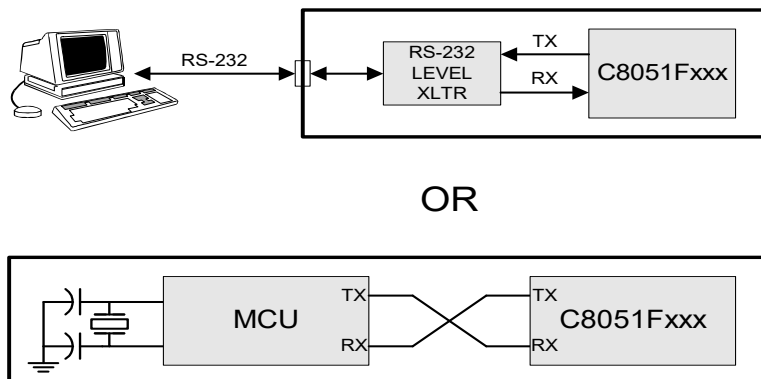 RS-232
RS-232
LEVEL
XLTR
TX
RX
C8051Fxxx
OR
MCU
TX
RX
TX
RX
C8051Fxxx